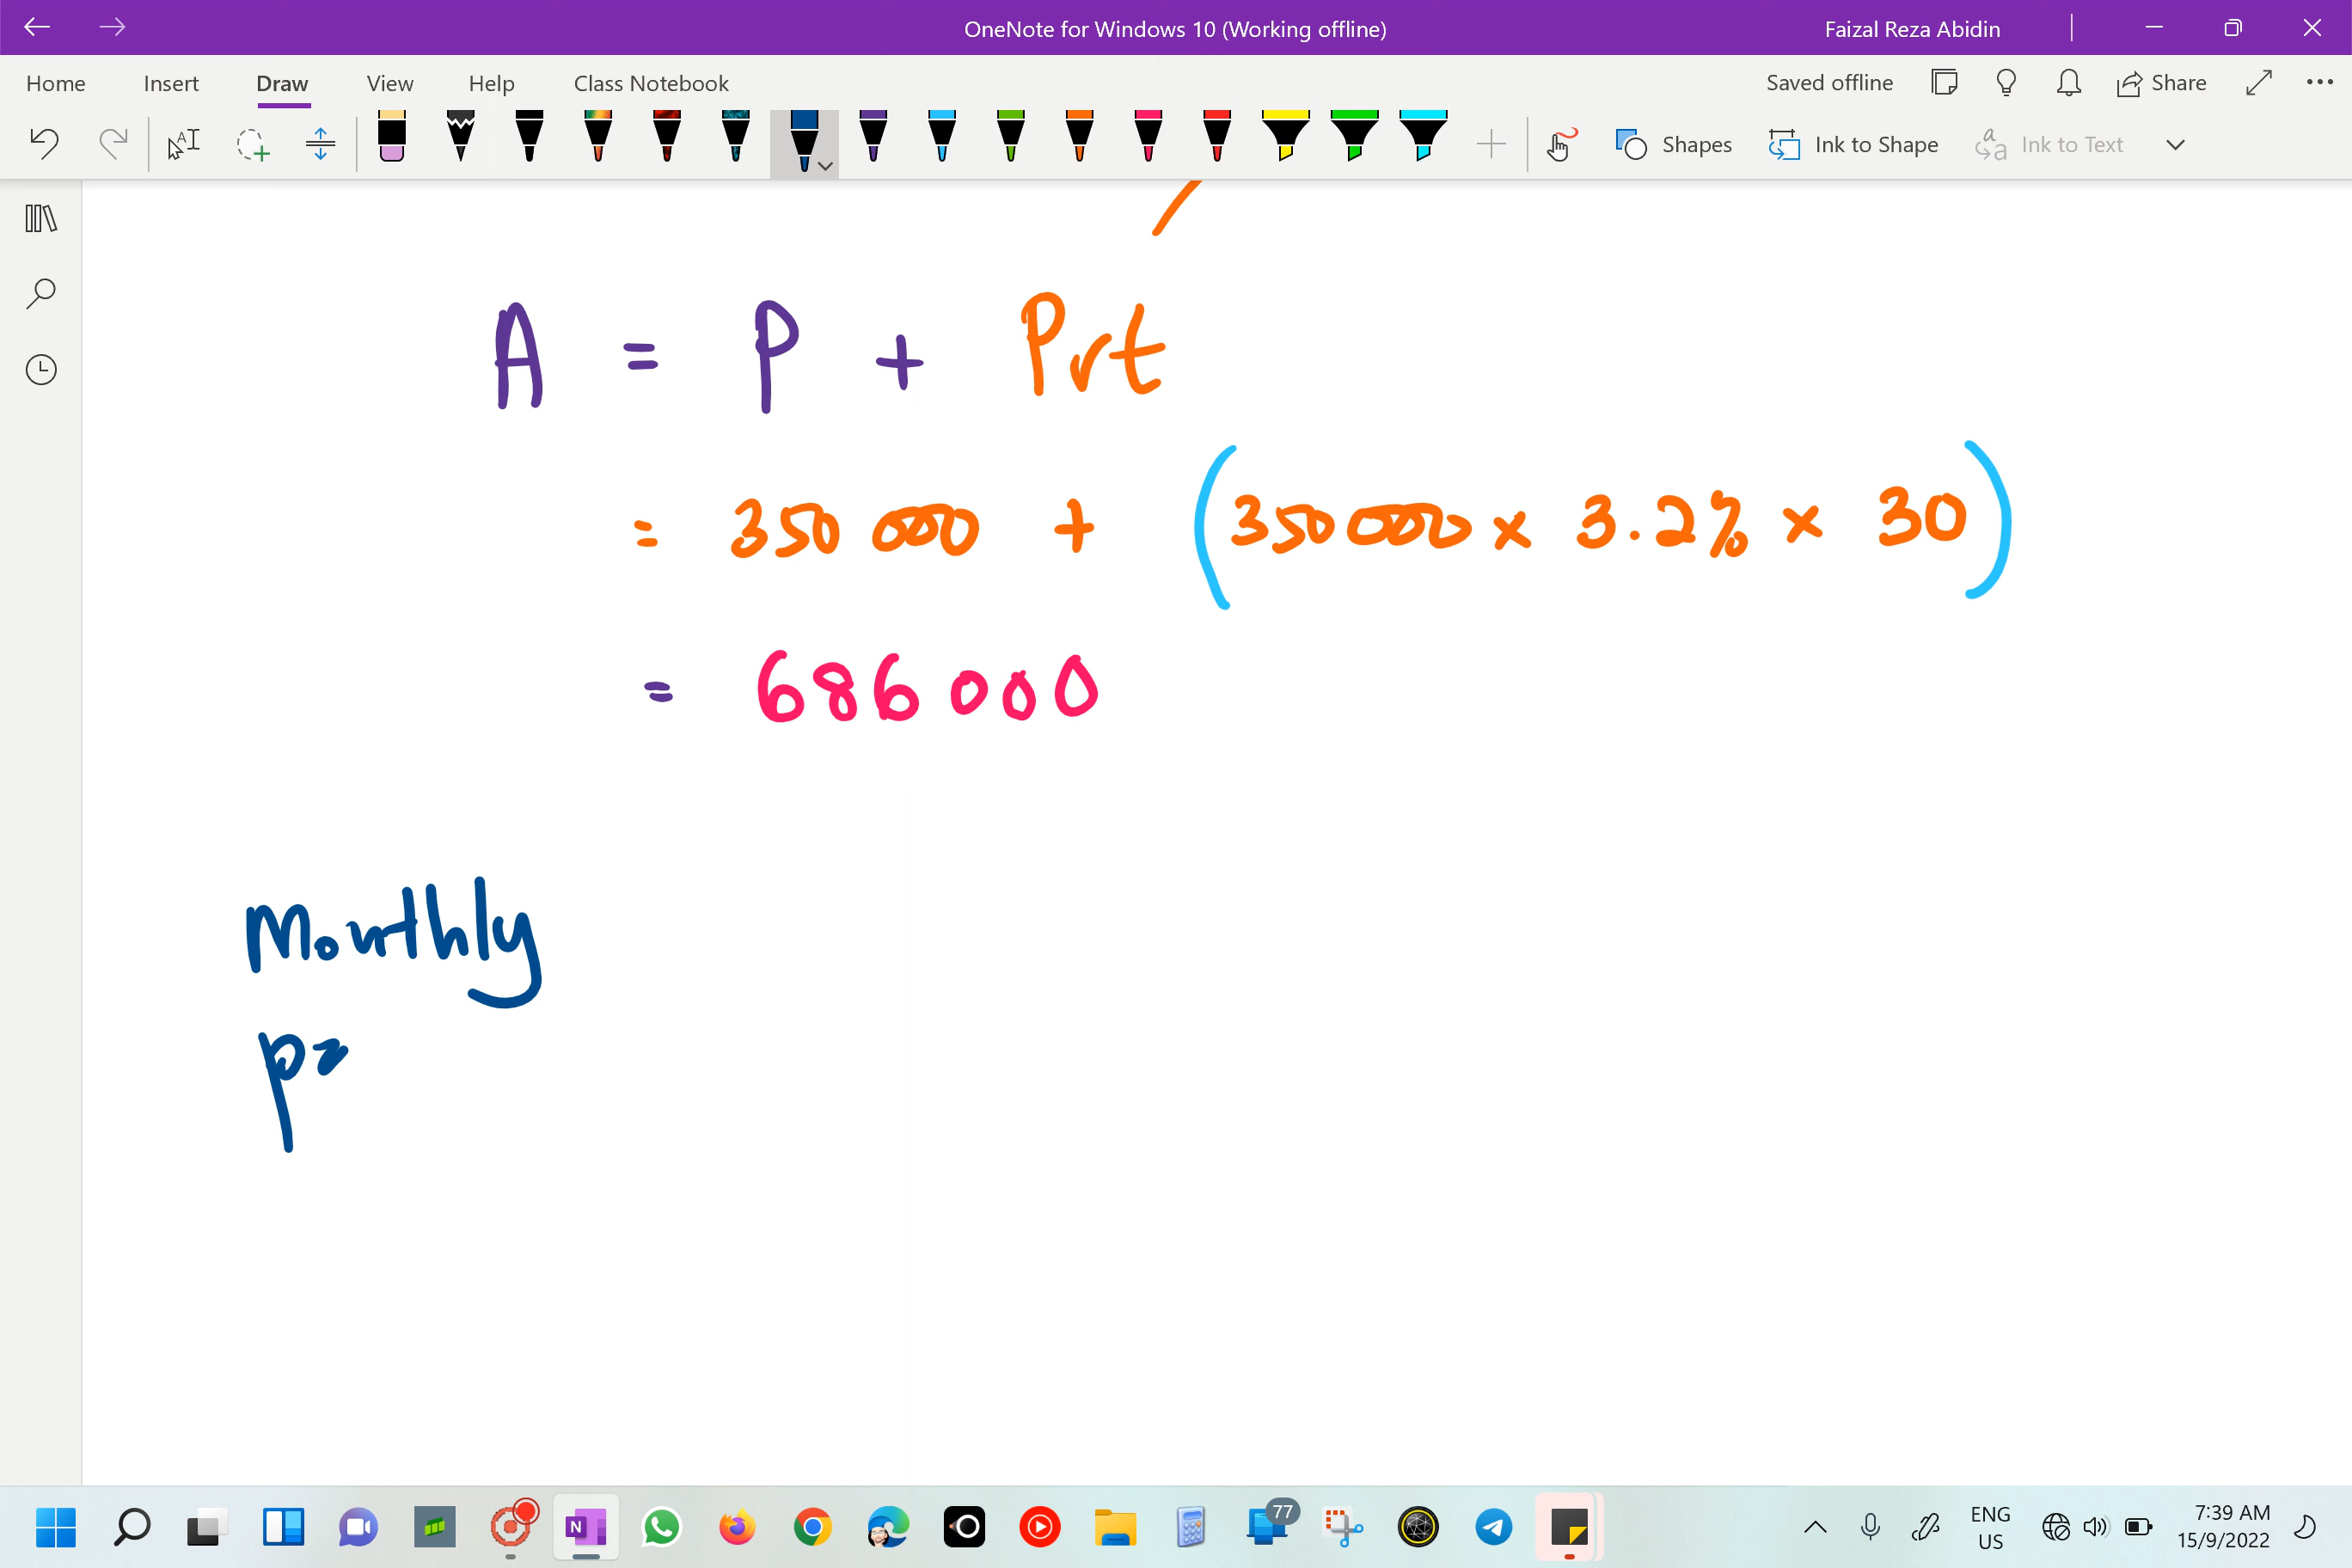 OneNote for Windows 10 (Working offline)
Faizal Reza Abidin
Home Insert Draw View Help Class Notebook
Saved offline
Share
Shapes
Ink to Shape
Ink to Text
A = P + Prt
= 350 000 + (350000 × 3.2% × 30)
= 686 000
Monthly
pa
77
ENG
US
7:39 AM
15/9/2022